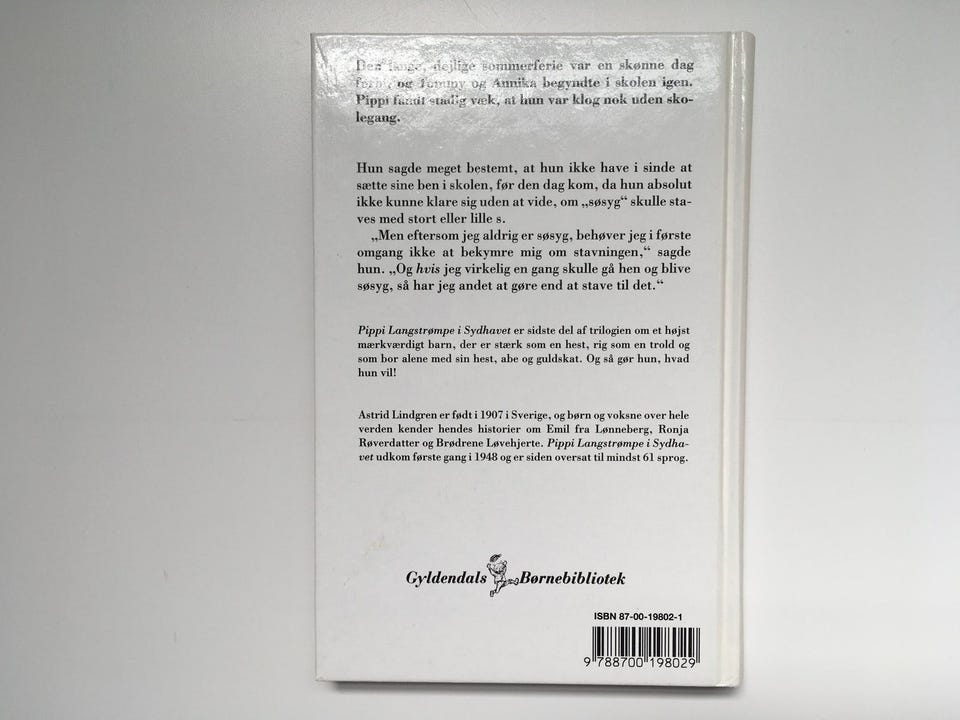 Den lange, dejlige sommerferie var en skønne dag
forbi, og Tommy og Annika begyndte i skolen igen.
Pippi fandt stadig væk, at hun var klog nok uden sko-
legang.
Hun sagde meget bestemt, at hun ikke have i sinde at
sætte sine ben i skolen, før den dag kom, da hun absolut
ikke kunne klare sig uden at vide, om „søsyg“ skulle sta-
ves med stort eller lille s.
„Men eftersom jeg aldrig er søsyg, behøver jeg i første
omgang ikke at bekymre mig om stavningen,“ sagde
hun. „Og hvis jeg virkelig en gang skulle gå hen og blive
søsyg, så har jeg andet at gøre end at stave til det.“
Pippi Langstrømpe i Sydhavet er sidste del af trilogien om et højst
mærkværdigt barn, der er stærk som en hest, rig som en trold og
som bor alene med sin hest, abe og guldskat. Og så gør hun, hvad
hun vil!
Astrid Lindgren er født i 1907 i Sverige, og børn og voksne over hele
verden kender hendes historier om Emil fra Lønneberg, Ronja
Røverdatter og Brødrene Løvehjerte. Pippi Langstrømpe i Sydha-
vet udkom første gang i 1948 og er siden oversat til mindst 61 sprog.
Gyldendals Børnebibliotek
ISBN 87-00-19802-1
9 788700 198029